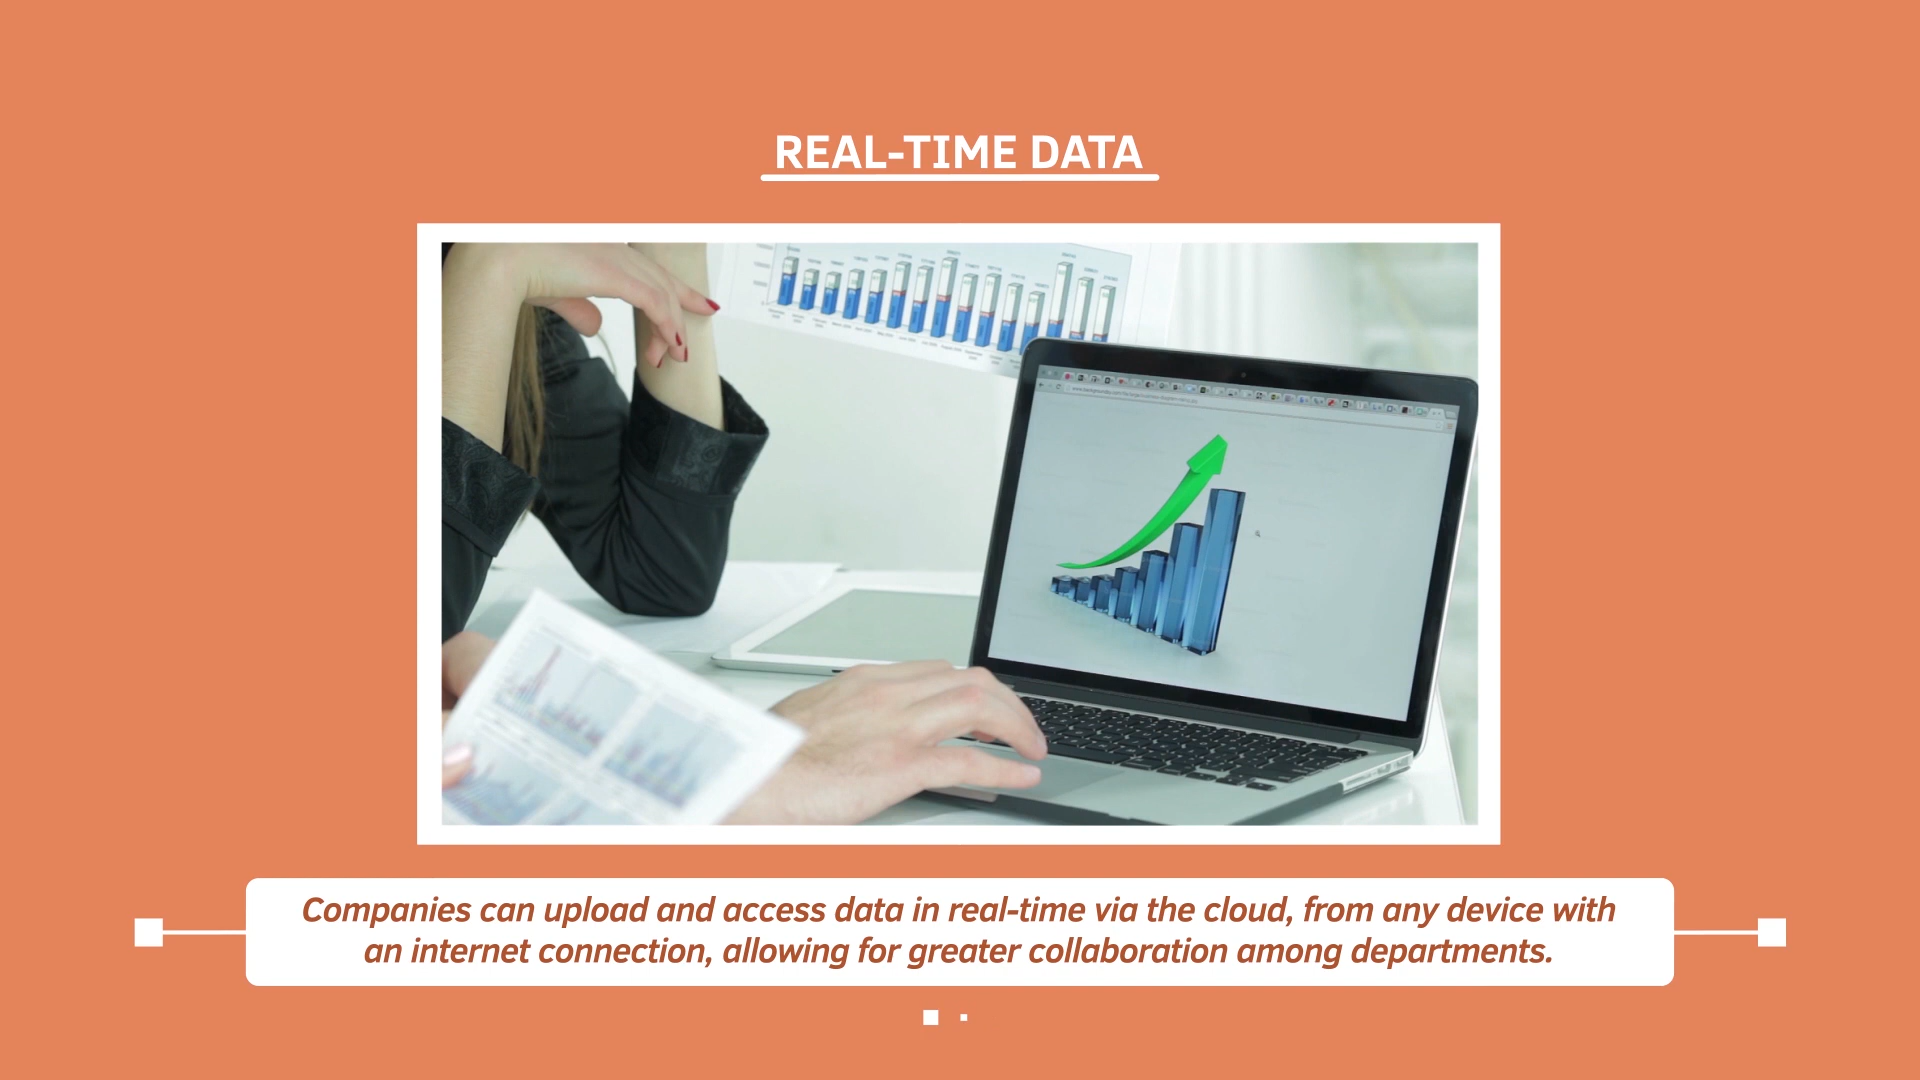 REAL-TIME DATA
Companies can upload and access data in real-time via the cloud, from any device with
an internet connection, allowing for greater collaboration among departments.